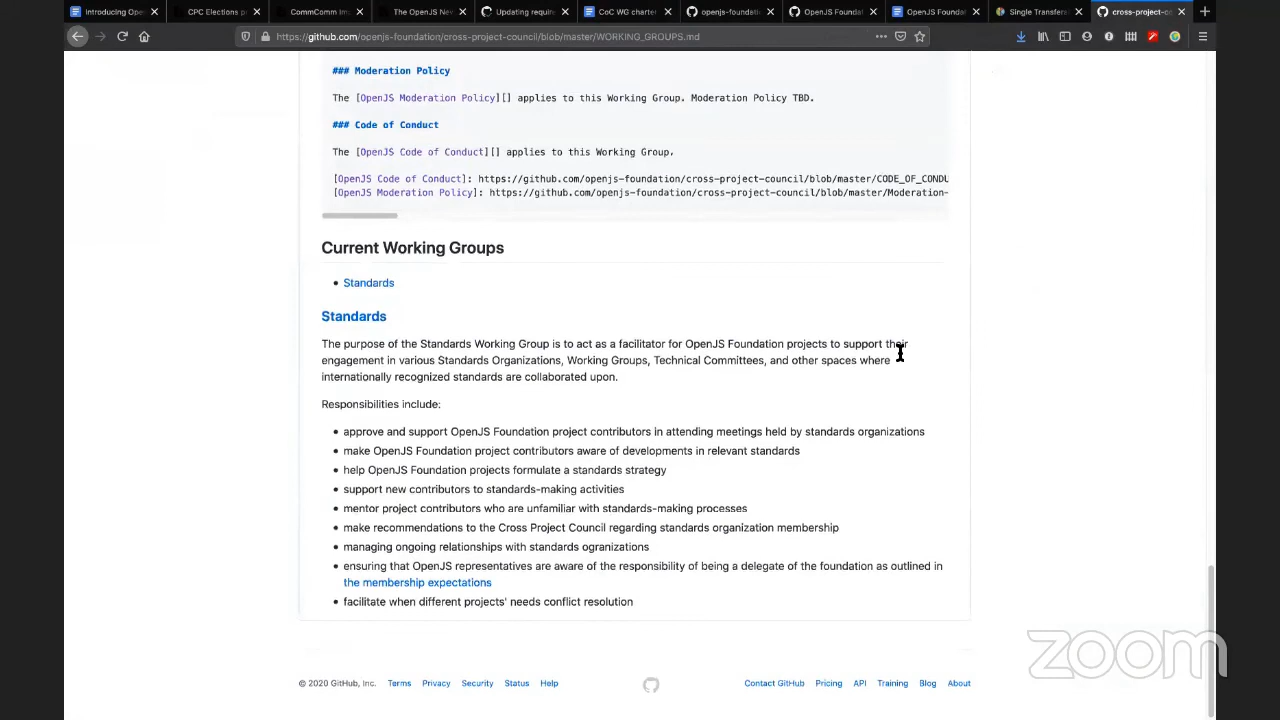 introducing Open
CPC Elections p
CommComm Im
The OpenJS Nev
Updating require
CoC WG charter
openjs-foundatio
OpenJS Foundat
OpenJS Foundat
Single Transfera
cross-project-co
https://github.com/openjs-foundation/cross-project-council/blob/master/WORKING_GROUPS.md
### Moderation Policy
The [OpenJS Moderation Policy][] applies to this Working Group. Moderation Policy TBD.
### Code of Conduct
The [OpenJS Code of Conduct][] applies to this Working Group.
[OpenJS Code of Conduct]: https://github.com/openjs-foundation/cross-project-council/blob/master/CODE_OF_CONDU
[OpenJS Moderation Policy]: https://github.com/openjs-foundation/cross-project-council/blob/master/Moderation-
Current Working Groups
• Standards
Standards
The purpose of the Standards Working Group is to act as a facilitator for OpenJS Foundation projects to support their
engagement in various Standards Organizations, Working Groups, Technical Committees, and other spaces where
internationally recognized standards are collaborated upon.
Responsibilities include:
• approve and support OpenJS Foundation project contributors in attending meetings held by standards organizations
• make OpenJS Foundation project contributors aware of developments in relevant standards
• help OpenJS Foundation projects formulate a standards strategy
• support new contributors to standards-making activities
• mentor project contributors who are unfamiliar with standards-making processes
• make recommendations to the Cross Project Council regarding standards organization membership
• managing ongoing relationships with standards ogranizations
• ensuring that OpenJS representatives are aware of the responsibility of being a delegate of the foundation as outlined in
the membership expectations
• facilitate when different projects' needs conflict resolution
zoom
© 2020 GitHub, Inc. Terms Privacy Security Status Help Contact GitHub Pricing API Training Blog About